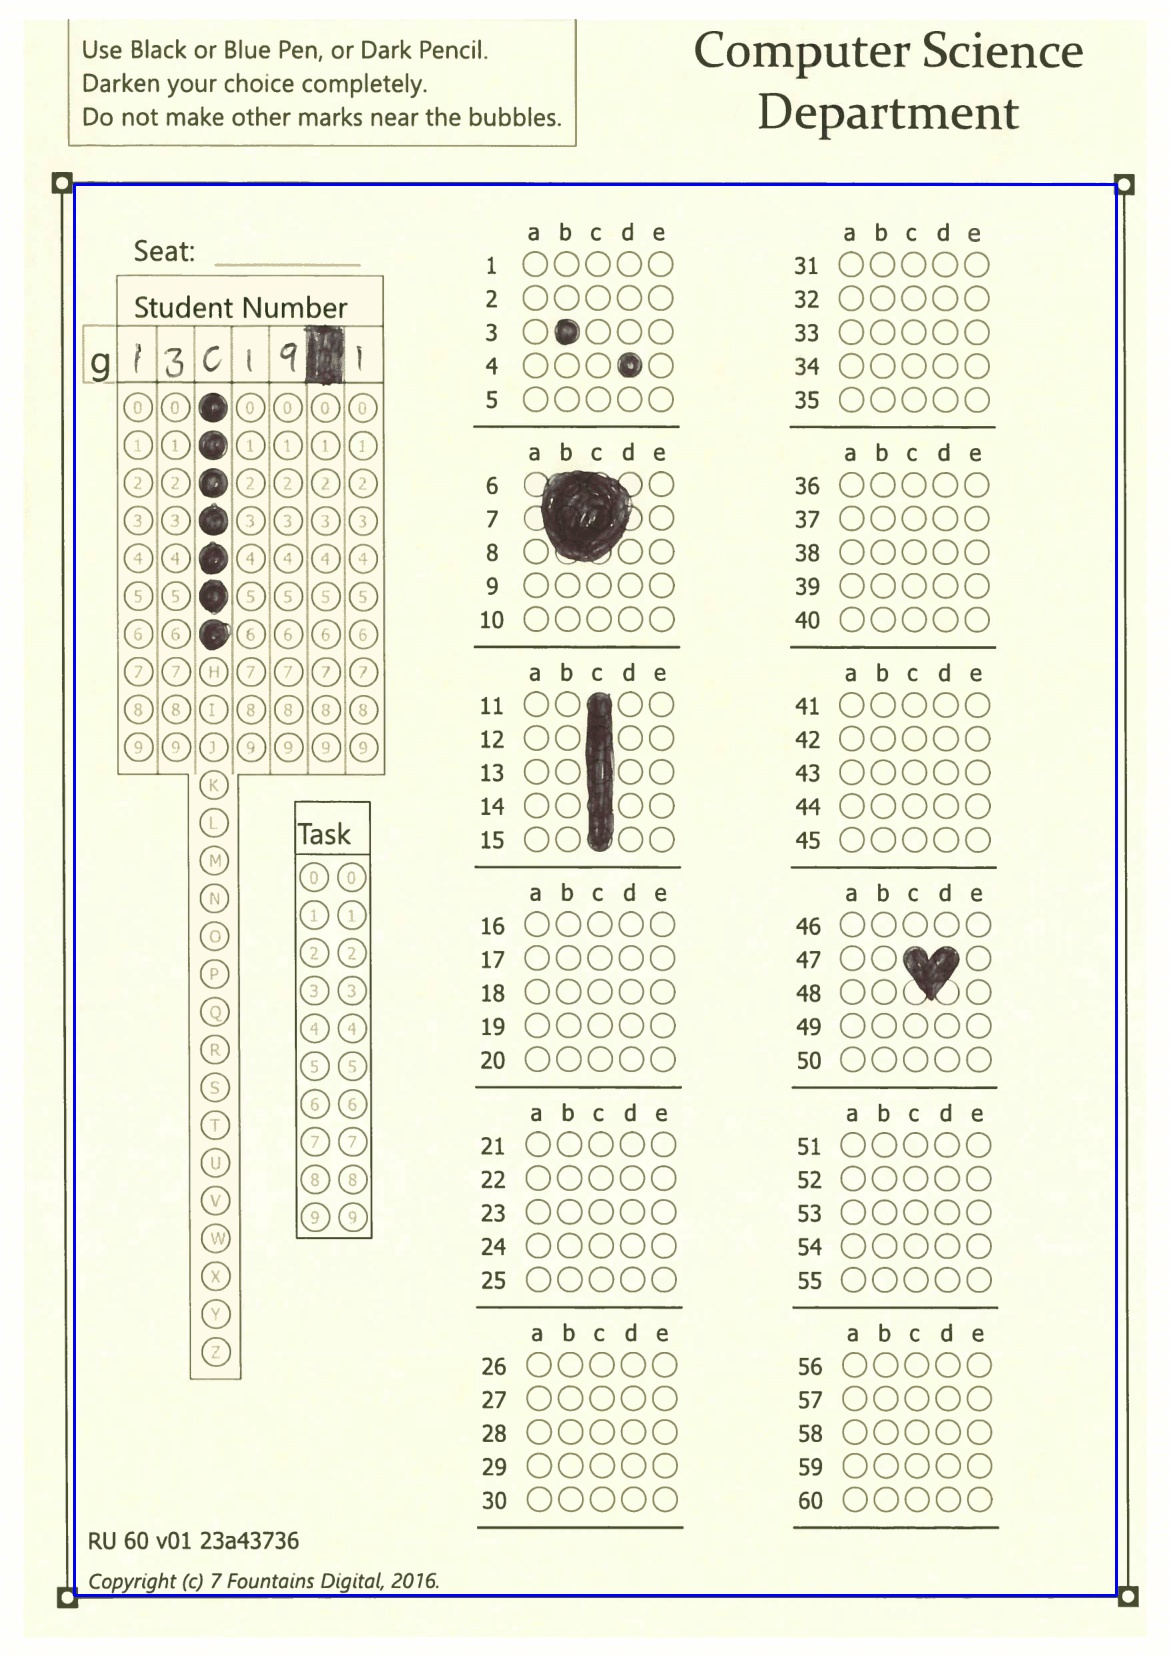 Use Black or Blue Pen, or Dark Pencil.
Darken your choice completely.
Do not make other marks near the bubbles.
Computer Science
Department
Seat:
Student Number
g 1 3 C 1 9 1
0 0 0 0 0 0
1 1 1 1 1 1
2 2 2 2 2 2
3 3 3 3 3 3
4 4 4 4 4 4
5 5 5 5 5 5
6 6 6 6 6 6
7 7 H 7 7 7 7
8 8 I 8 8 8 8
9 9 J 9 9 9 9
K
L
M
N
O
P
Q
R
S
T
U
V
W
X
Y
Z
Task
0 0
1 1
2 2
3 3
4 4
5 5
6 6
7 7
8 8
9 9
a b c d e
1
2
3
4
5
a b c d e
6
7
8
9
10
a b c d e
11
12
13
14
15
a b c d e
16
17
18
19
20
a b c d e
21
22
23
24
25
a b c d e
26
27
28
29
30
a b c d e
31
32
33
34
35
a b c d e
36
37
38
39
40
a b c d e
41
42
43
44
45
a b c d e
46
47
48
49
50
a b c d e
51
52
53
54
55
a b c d e
56
57
58
59
60
RU 60 v01 23a43736
Copyright (c) 7 Fountains Digital, 2016.